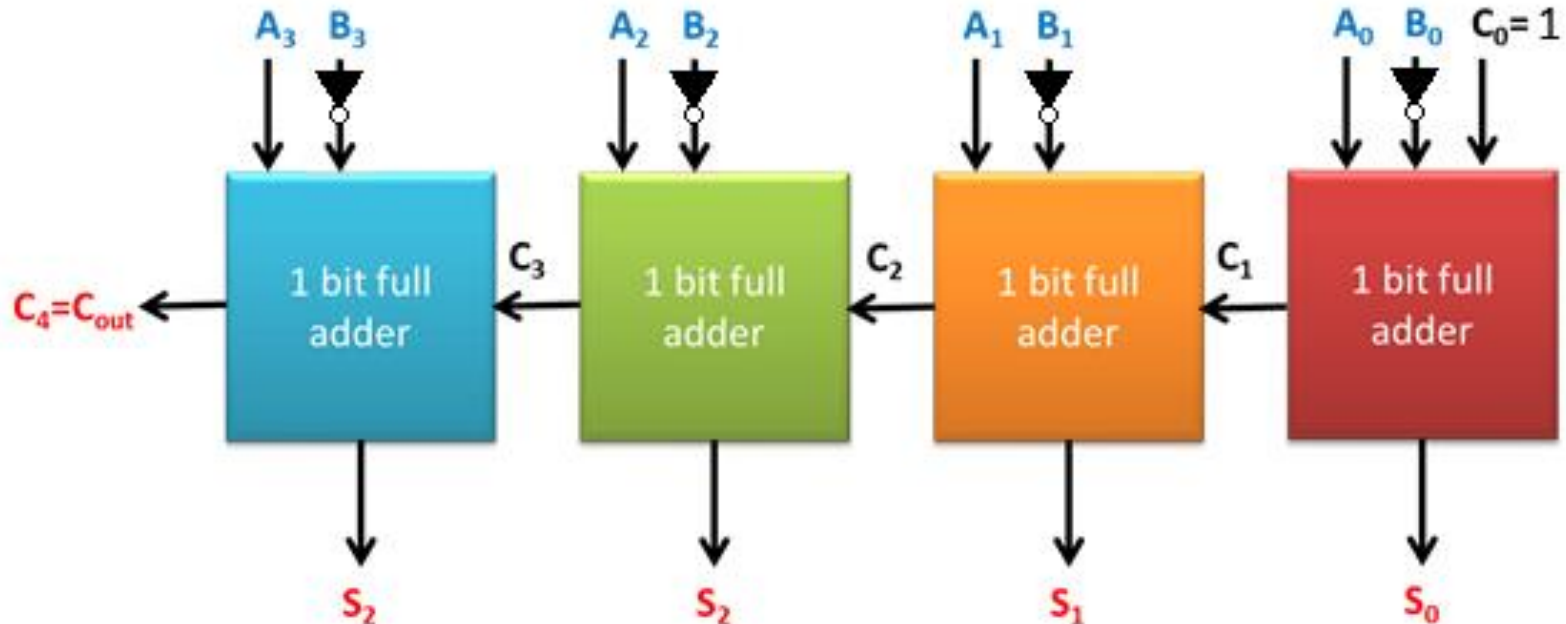 A₃ B₃ A₂ B₂ A₁ B₁ A₀ B₀ C₀= 1
C₄=Cₒᵤₜ
1 bit full
adder
C₃
1 bit full
adder
C₂
1 bit full
adder
C₁
1 bit full
adder
S₂ S₂ S₁ S₀